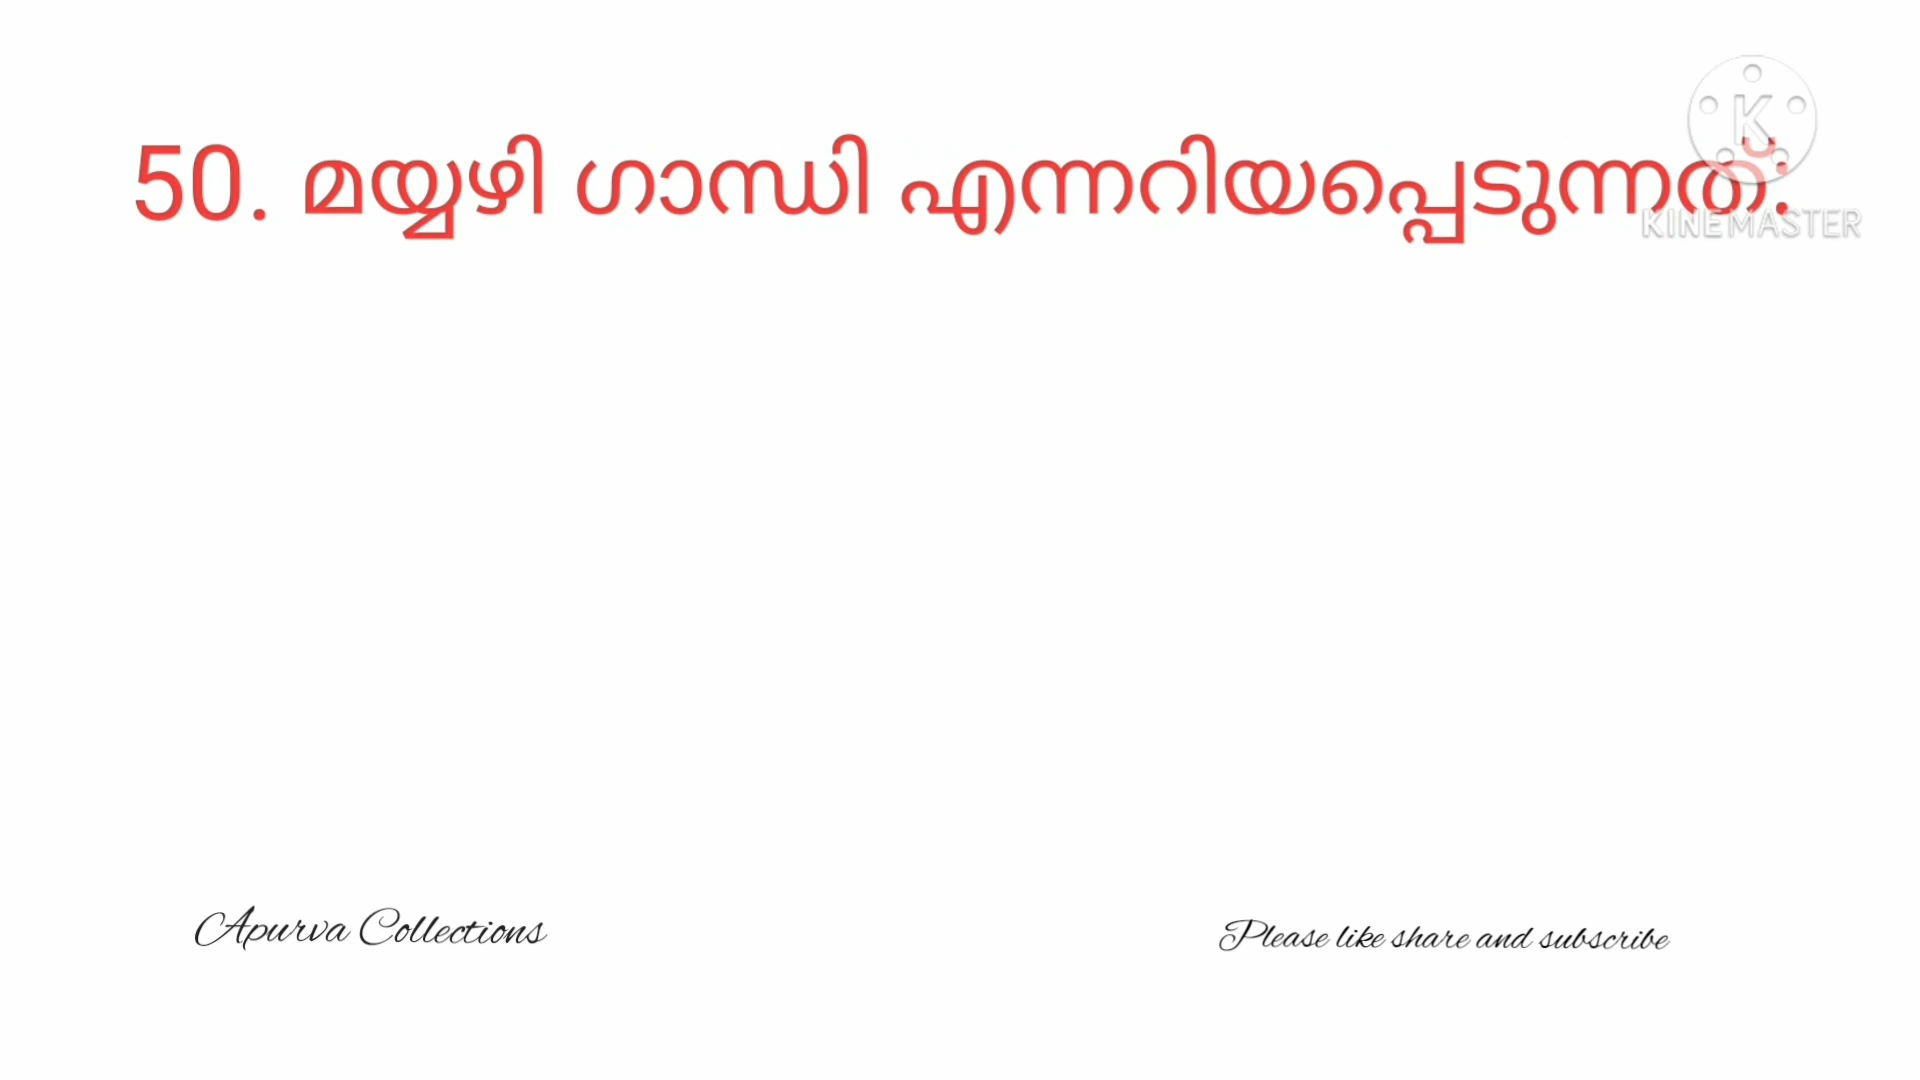 50. മയ്യഴി ഗാന്ധി എന്നറിയപ്പെടുന്നത്:
K
KINEMASTER
Apurva Collections
Please like share and subscribe